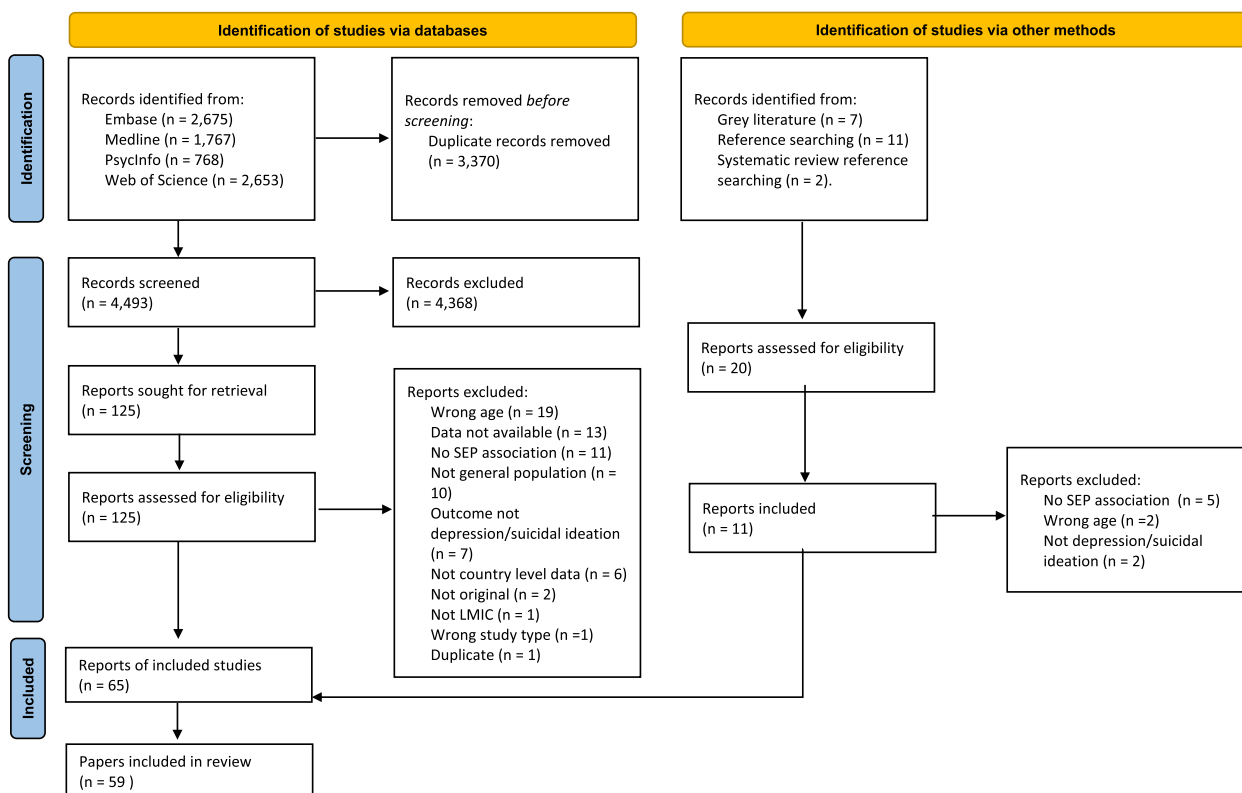 Identification of studies via databases
Identification of studies via other methods
Identification
Records identified from:
Embase (n = 2,675)
Medline (n = 1,767)
PsycInfo (n = 768)
Web of Science (n = 2,653)
Records removed before
screening:
Duplicate records removed
(n = 3,370)
Records identified from:
Grey literature (n = 7)
Reference searching (n = 11)
Systematic review reference
searching (n = 2).
Screening
Records screened
(n = 4,493)
Records excluded
(n = 4,368)
Reports sought for retrieval
(n = 125)
Reports assessed for eligibility
(n = 125)
Reports excluded:
Wrong age (n = 19)
Data not available (n = 13)
No SEP association (n = 11)
Not general population (n =
10)
Outcome not
depression/suicidal ideation
(n = 7)
Not country level data (n = 6)
Not original (n = 2)
Not LMIC (n = 1)
Wrong study type (n =1)
Duplicate (n = 1)
Reports assessed for eligibility
(n = 20)
Reports included
(n = 11)
Reports excluded:
No SEP association (n = 5)
Wrong age (n =2)
Not depression/suicidal
ideation (n = 2)
Included
Reports of included studies
(n = 65)
Papers included in review
(n = 59 )